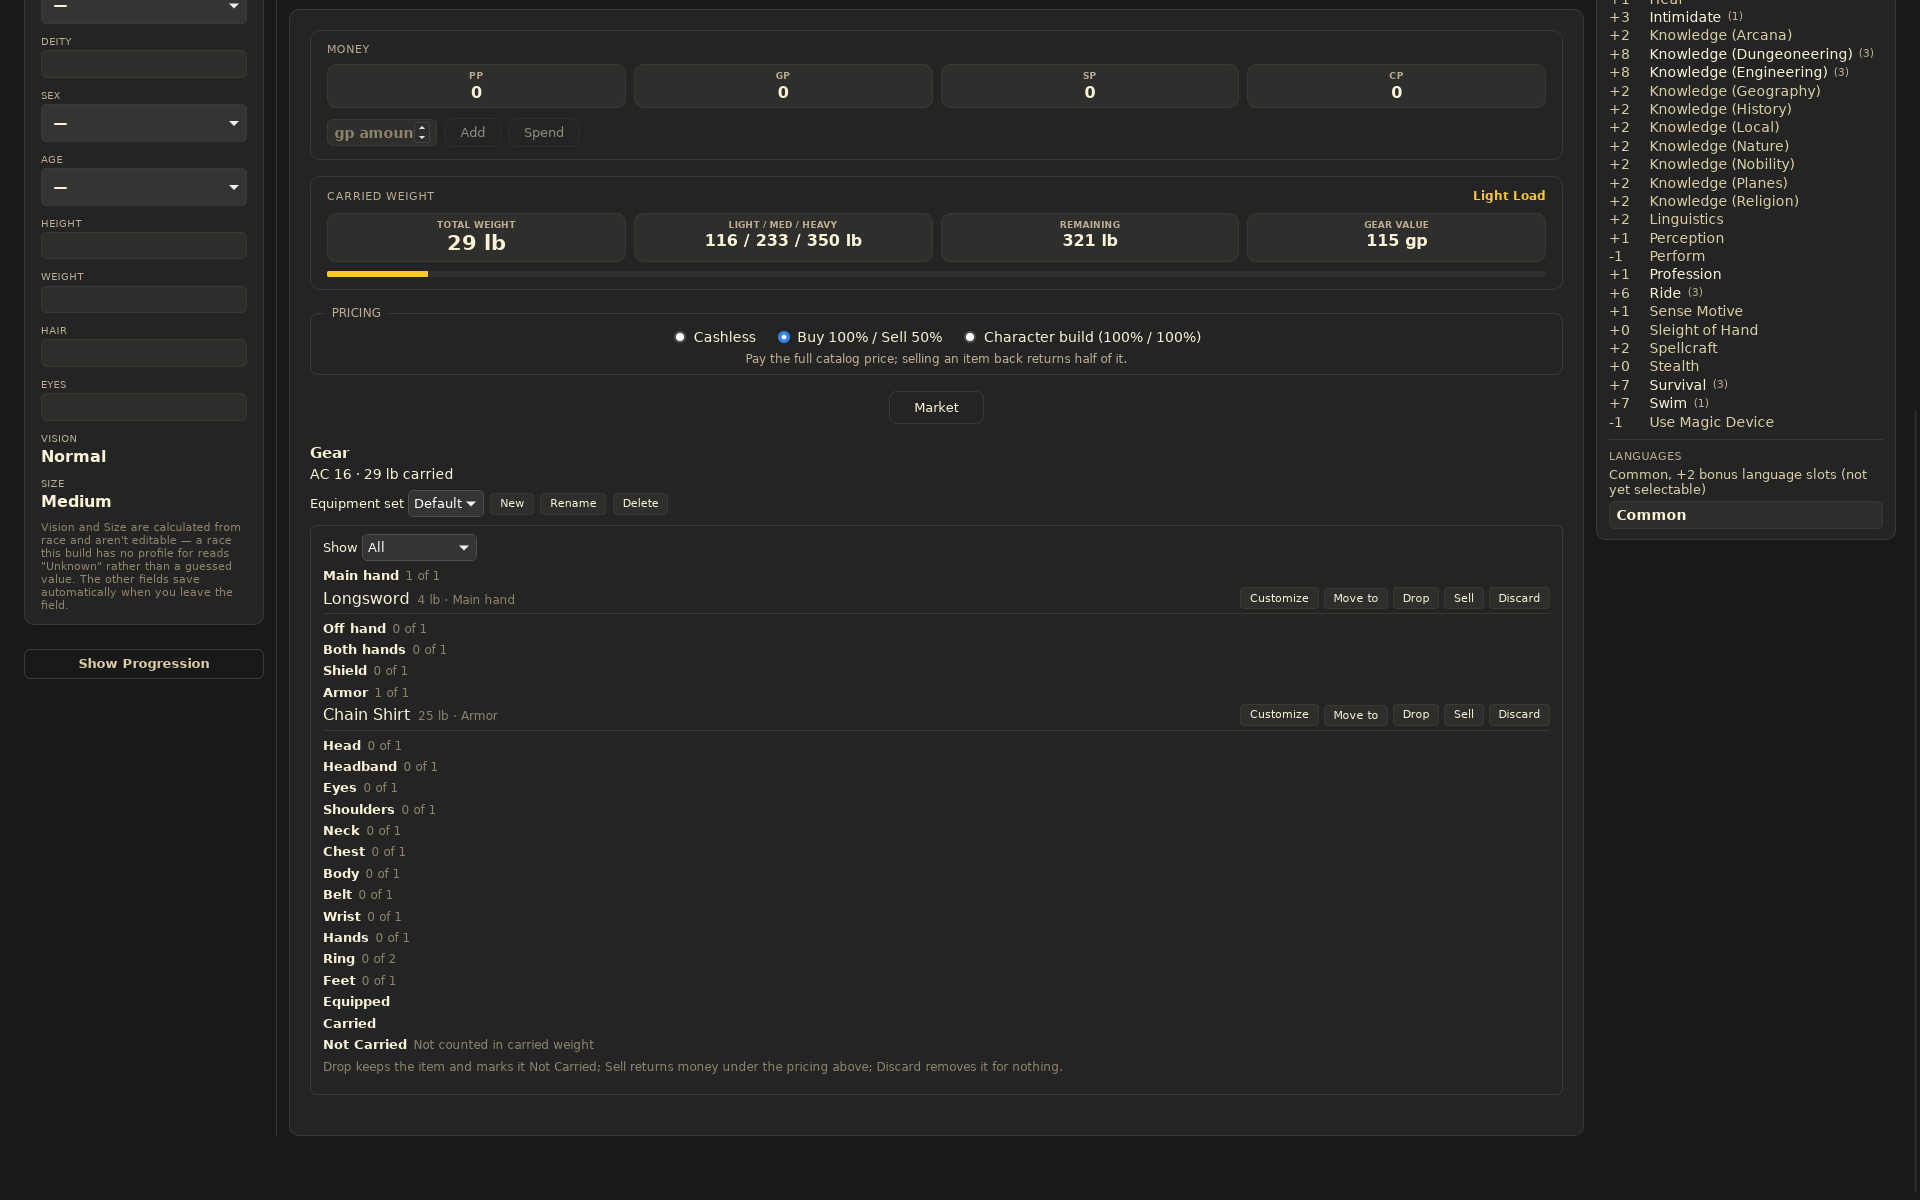 —
DEITY
SEX
—
AGE
—
HEIGHT
WEIGHT
HAIR
EYES
VISION
Normal
SIZE
Medium
Vision and Size are calculated from
race and aren't editable — a race
this build has no profile for reads
"Unknown" rather than a guessed
value. The other fields save
automatically when you leave the
field.
Show Progression
MONEY
PP GP SP CP
0 0 0 0
gp amoun Add Spend
CARRIED WEIGHT Light Load
TOTAL WEIGHT LIGHT / MED / HEAVY REMAINING GEAR VALUE
29 lb 116 / 233 / 350 lb 321 lb 115 gp
PRICING
Cashless Buy 100% / Sell 50% Character build (100% / 100%)
Pay the full catalog price; selling an item back returns half of it.
Market
Gear
AC 16 · 29 lb carried
Equipment set Default New Rename Delete
Show All
Main hand 1 of 1
Longsword 4 lb · Main hand Customize Move to Drop Sell Discard
Off hand 0 of 1
Both hands 0 of 1
Shield 0 of 1
Armor 1 of 1
Chain Shirt 25 lb · Armor Customize Move to Drop Sell Discard
Head 0 of 1
Headband 0 of 1
Eyes 0 of 1
Shoulders 0 of 1
Neck 0 of 1
Chest 0 of 1
Body 0 of 1
Belt 0 of 1
Wrist 0 of 1
Hands 0 of 1
Ring 0 of 2
Feet 0 of 1
Equipped
Carried
Not Carried Not counted in carried weight
Drop keeps the item and marks it Not Carried; Sell returns money under the pricing above; Discard removes it for nothing.
+1 Heal
+3 Intimidate (1)
+2 Knowledge (Arcana)
+8 Knowledge (Dungeoneering) (3)
+8 Knowledge (Engineering) (3)
+2 Knowledge (Geography)
+2 Knowledge (History)
+2 Knowledge (Local)
+2 Knowledge (Nature)
+2 Knowledge (Nobility)
+2 Knowledge (Planes)
+2 Knowledge (Religion)
+2 Linguistics
+1 Perception
-1 Perform
+1 Profession
+6 Ride (3)
+1 Sense Motive
+0 Sleight of Hand
+2 Spellcraft
+0 Stealth
+7 Survival (3)
+7 Swim (1)
-1 Use Magic Device
LANGUAGES
Common, +2 bonus language slots (not
yet selectable)
Common